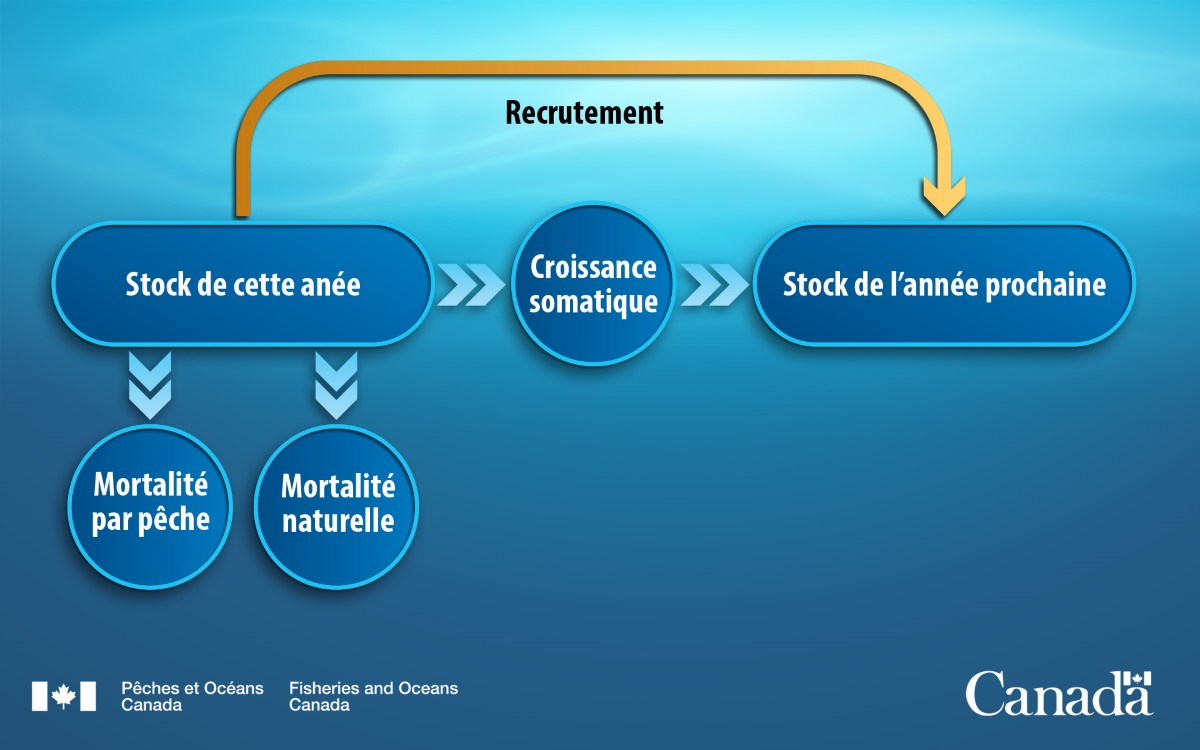 Recrutement
Stock de cette anée
Croissance
somatique
Stock de l'année prochaine
Mortalité
par pêche
Mortalité
naturelle
Pêches et Océans
Canada
Fisheries and Oceans
Canada
Canada